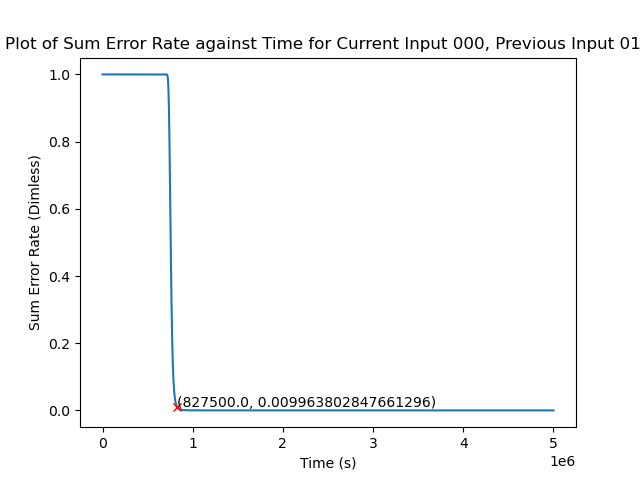 Plot of Sum Error Rate against Time for Current Input 000, Previous Input 01
1.0
0.8
0.6
0.4
0.2
0.0
Sum Error Rate (Dimless)
(827500.0, 0.009963802847661296)
0 1 2 3 4 5
1e6
Time (s)